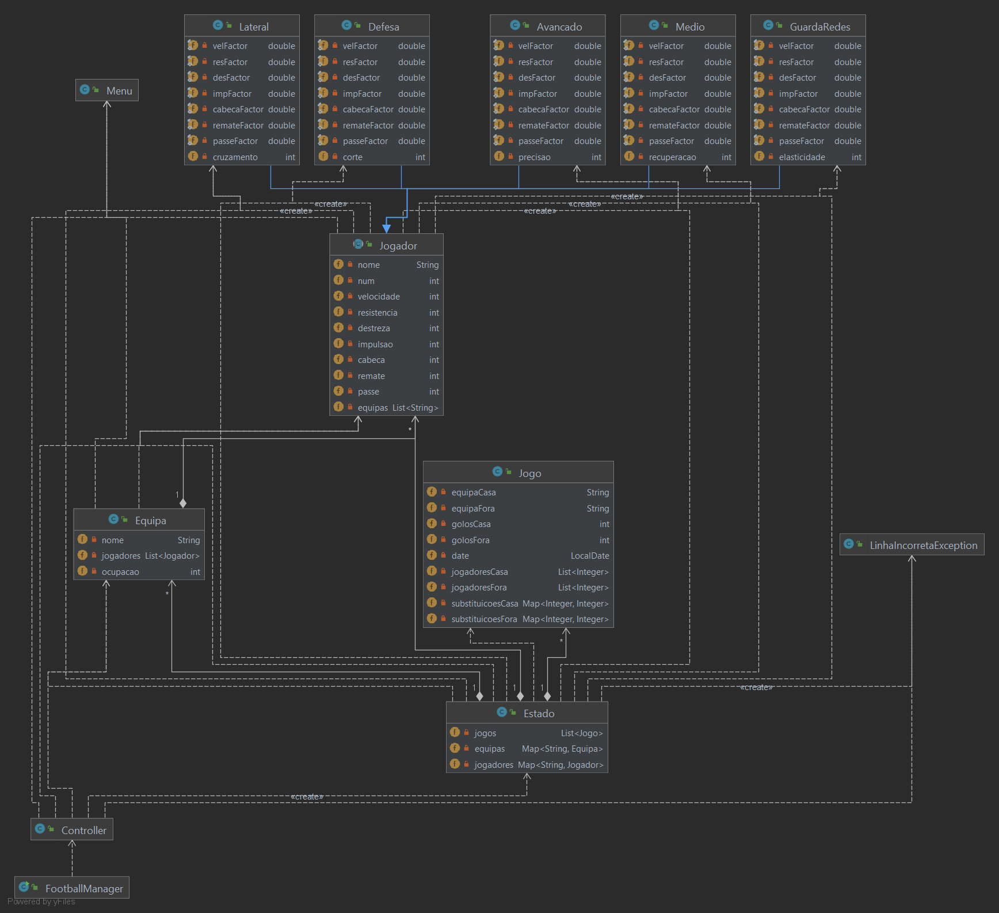 Lateral
velFactor double
resFactor double
desFactor double
impFactor double
cabecaFactor double
remateFactor double
passeFactor double
cruzamento int
Defesa
velFactor double
resFactor double
desFactor double
impFactor double
cabecaFactor double
remateFactor double
passeFactor double
corte int
Avancado
velFactor double
resFactor double
desFactor double
impFactor double
cabecaFactor double
remateFactor double
passeFactor double
precisao int
Medio
velFactor double
resFactor double
desFactor double
impFactor double
cabecaFactor double
remateFactor double
passeFactor double
recuperacao int
GuardaRedes
velFactor double
resFactor double
desFactor double
impFactor double
cabecaFactor double
remateFactor double
passeFactor double
elasticidade int
Menu
«create»
«create»
«create»
«create»
«create»
Jogador
nome String
num int
velocidade int
resistencia int
destreza int
impulsao int
cabeca int
remate int
passe int
equipas List<String>
*
1
Jogo
equipaCasa String
equipaFora String
golosCasa int
golosFora int
date LocalDate
jogadoresCasa List<Integer>
jogadoresFora List<Integer>
substituicoesCasa Map<Integer, Integer>
substituicoesFora Map<Integer, Integer>
Equipa
nome String
jogadores List<Jogador>
ocupacao int
LinhaIncorretaException
*
*
1
1
1
«create»
Estado
jogos List<Jogo>
equipas Map<String, Equipa>
jogadores Map<String, Jogador>
«create»
Controller
FootballManager
Powered by yFiles